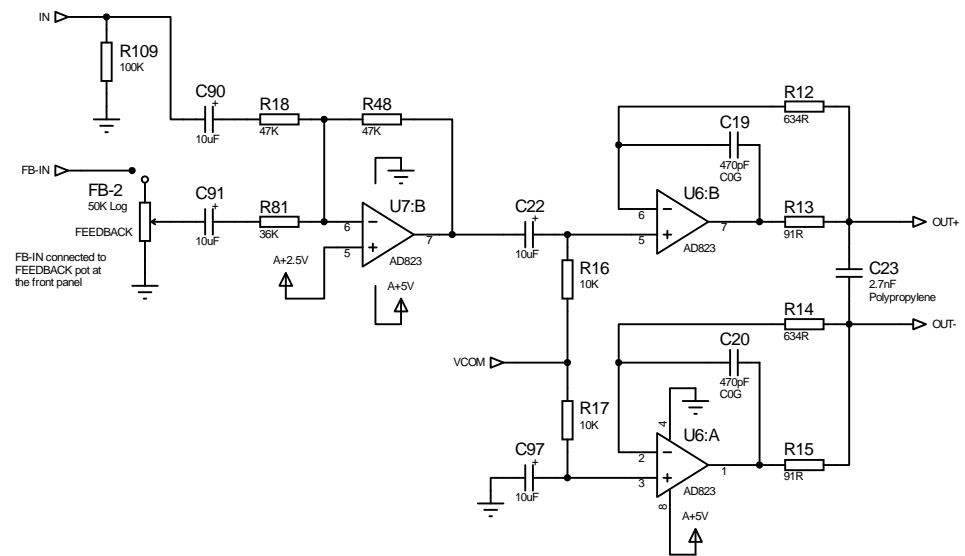 IN
R109
100K
C90
+
10uF
R18
47K
R48
47K
FB-IN
FB-2
50K Log
FEEDBACK
FB-IN connected to
FEEDBACK pot at
the front panel
C91
+
10uF
R81
36K
U7:B
6
5
7
AD823
A+2.5V
A+5V
C22
+
10uF
R16
10K
VCOM
R17
10K
C97
+
10uF
R12
634R
C19
470pF
C0G
U6:B
6
5
7
AD823
R13
91R
OUT+
C23
2.7nF
Polypropylene
R14
634R
OUT-
C20
470pF
C0G
U6:A
4
2
3
1
8
AD823
A+5V
R15
91R